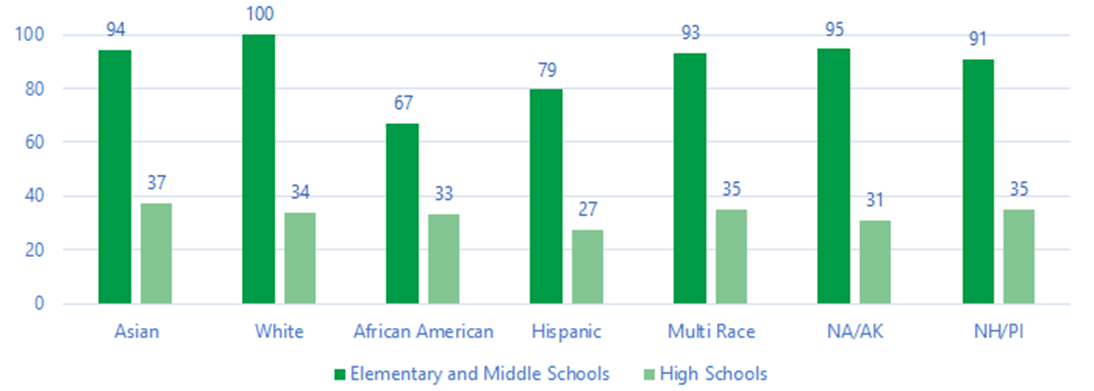 100
80
60
40
20
0
94
37
100
34
67
33
79
27
93
35
95
31
91
35
Asian
White
African American
Hispanic
Multi Race
NA/AK
NH/PI
Elementary and Middle Schools
High Schools